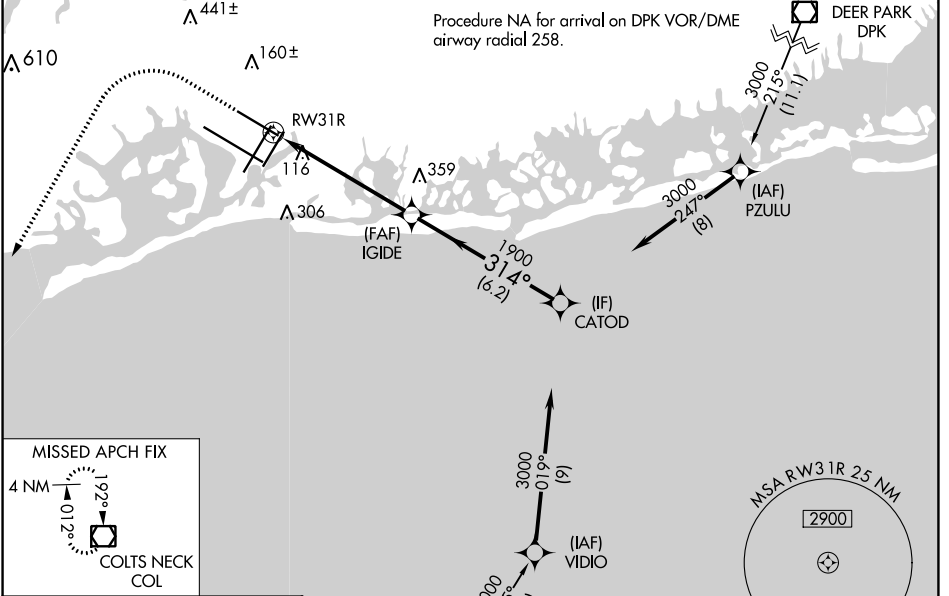 441±
Procedure NA for arrival on DPK VOR/DME
airway radial 258.
DEER PARK
DPK
610
160±
3000
215°
(11.1)
RW31R
116
359
(IAF)
PZULU
3000
247°
(8)
306
(FAF)
IGIDE
1900
314°
(6.2)
(IF)
CATOD
MISSED APCH FIX
4 NM
192°
012°
COLTS NECK
COL
3000
019°
(9)
MSA RW31R 25 NM
2900
(IAF)
VIDIO